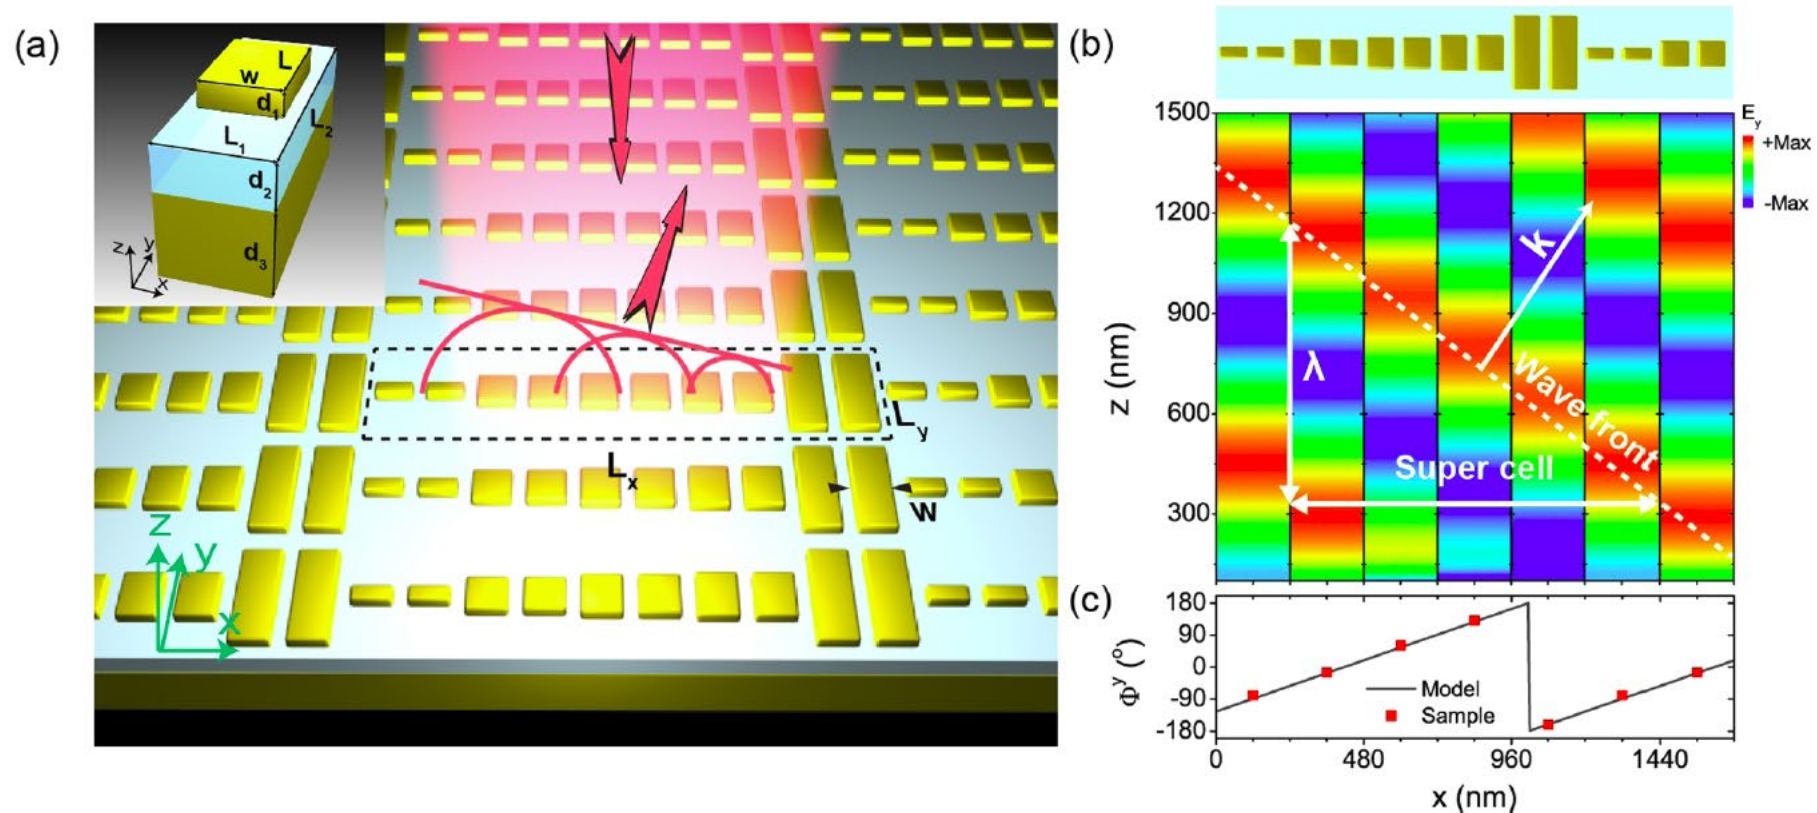 (a)
L
w
d1
L1
L2
d2
d3
z
y
x
Ly
Lx
w
z
y
x
(b)
1500
1200
900
600
300
z (nm)
Ey
+Max
-Max
k
λ
Wave front
Super cell
(c)
180
90
0
-90
-180
Φy (o)
Model
Sample
0
480
960
1440
x (nm)